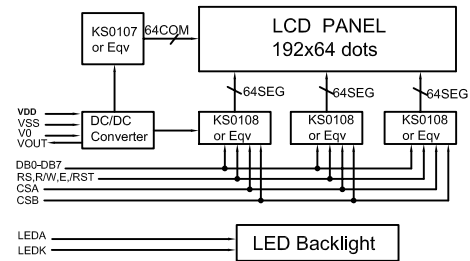 KS0107
or Eqv
64COM
LCD PANEL
192x64 dots
64SEG
64SEG
64SEG
VDD
VSS
V0
VOUT
DC/DC
Converter
KS0108
or Eqv
KS0108
or Eqv
KS0108
or Eqv
DB0-DB7
RS,R/W,E,/RST
CSA
CSB
LEDA
LEDK
LED Backlight